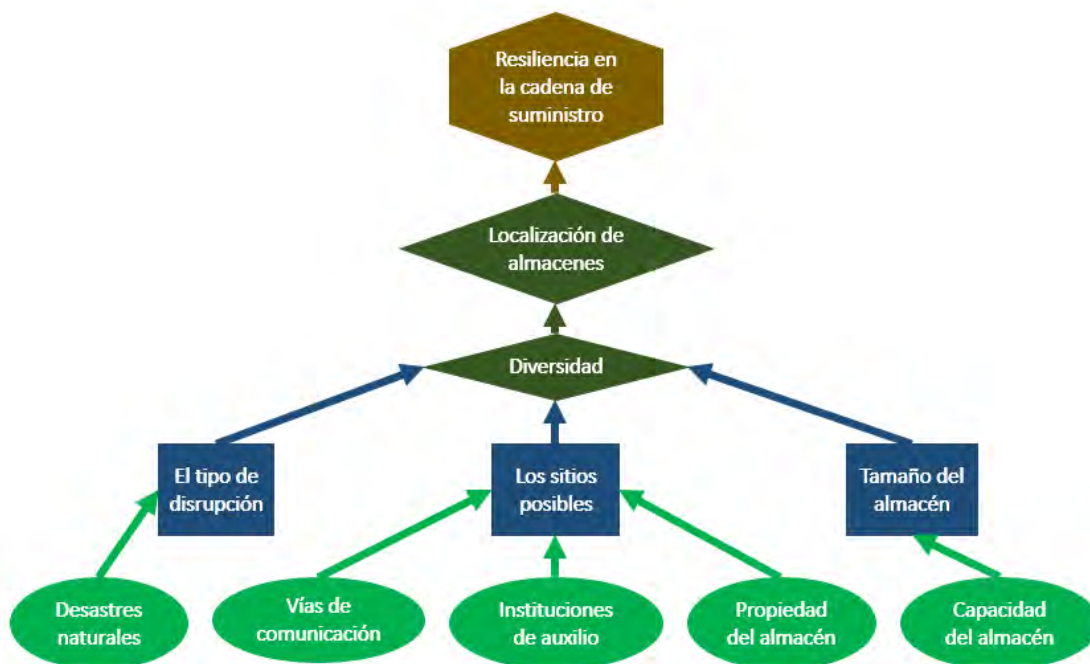 Resiliencia en
la cadena de
suministro
Localización de
almacenes
Diversidad
El tipo de
disrupción
Los sitios
posibles
Tamaño del
almacén
Desastres
naturales
Vías de
comunicación
Instituciones
de auxilio
Propiedad
del almacén
Capacidad
del almacén